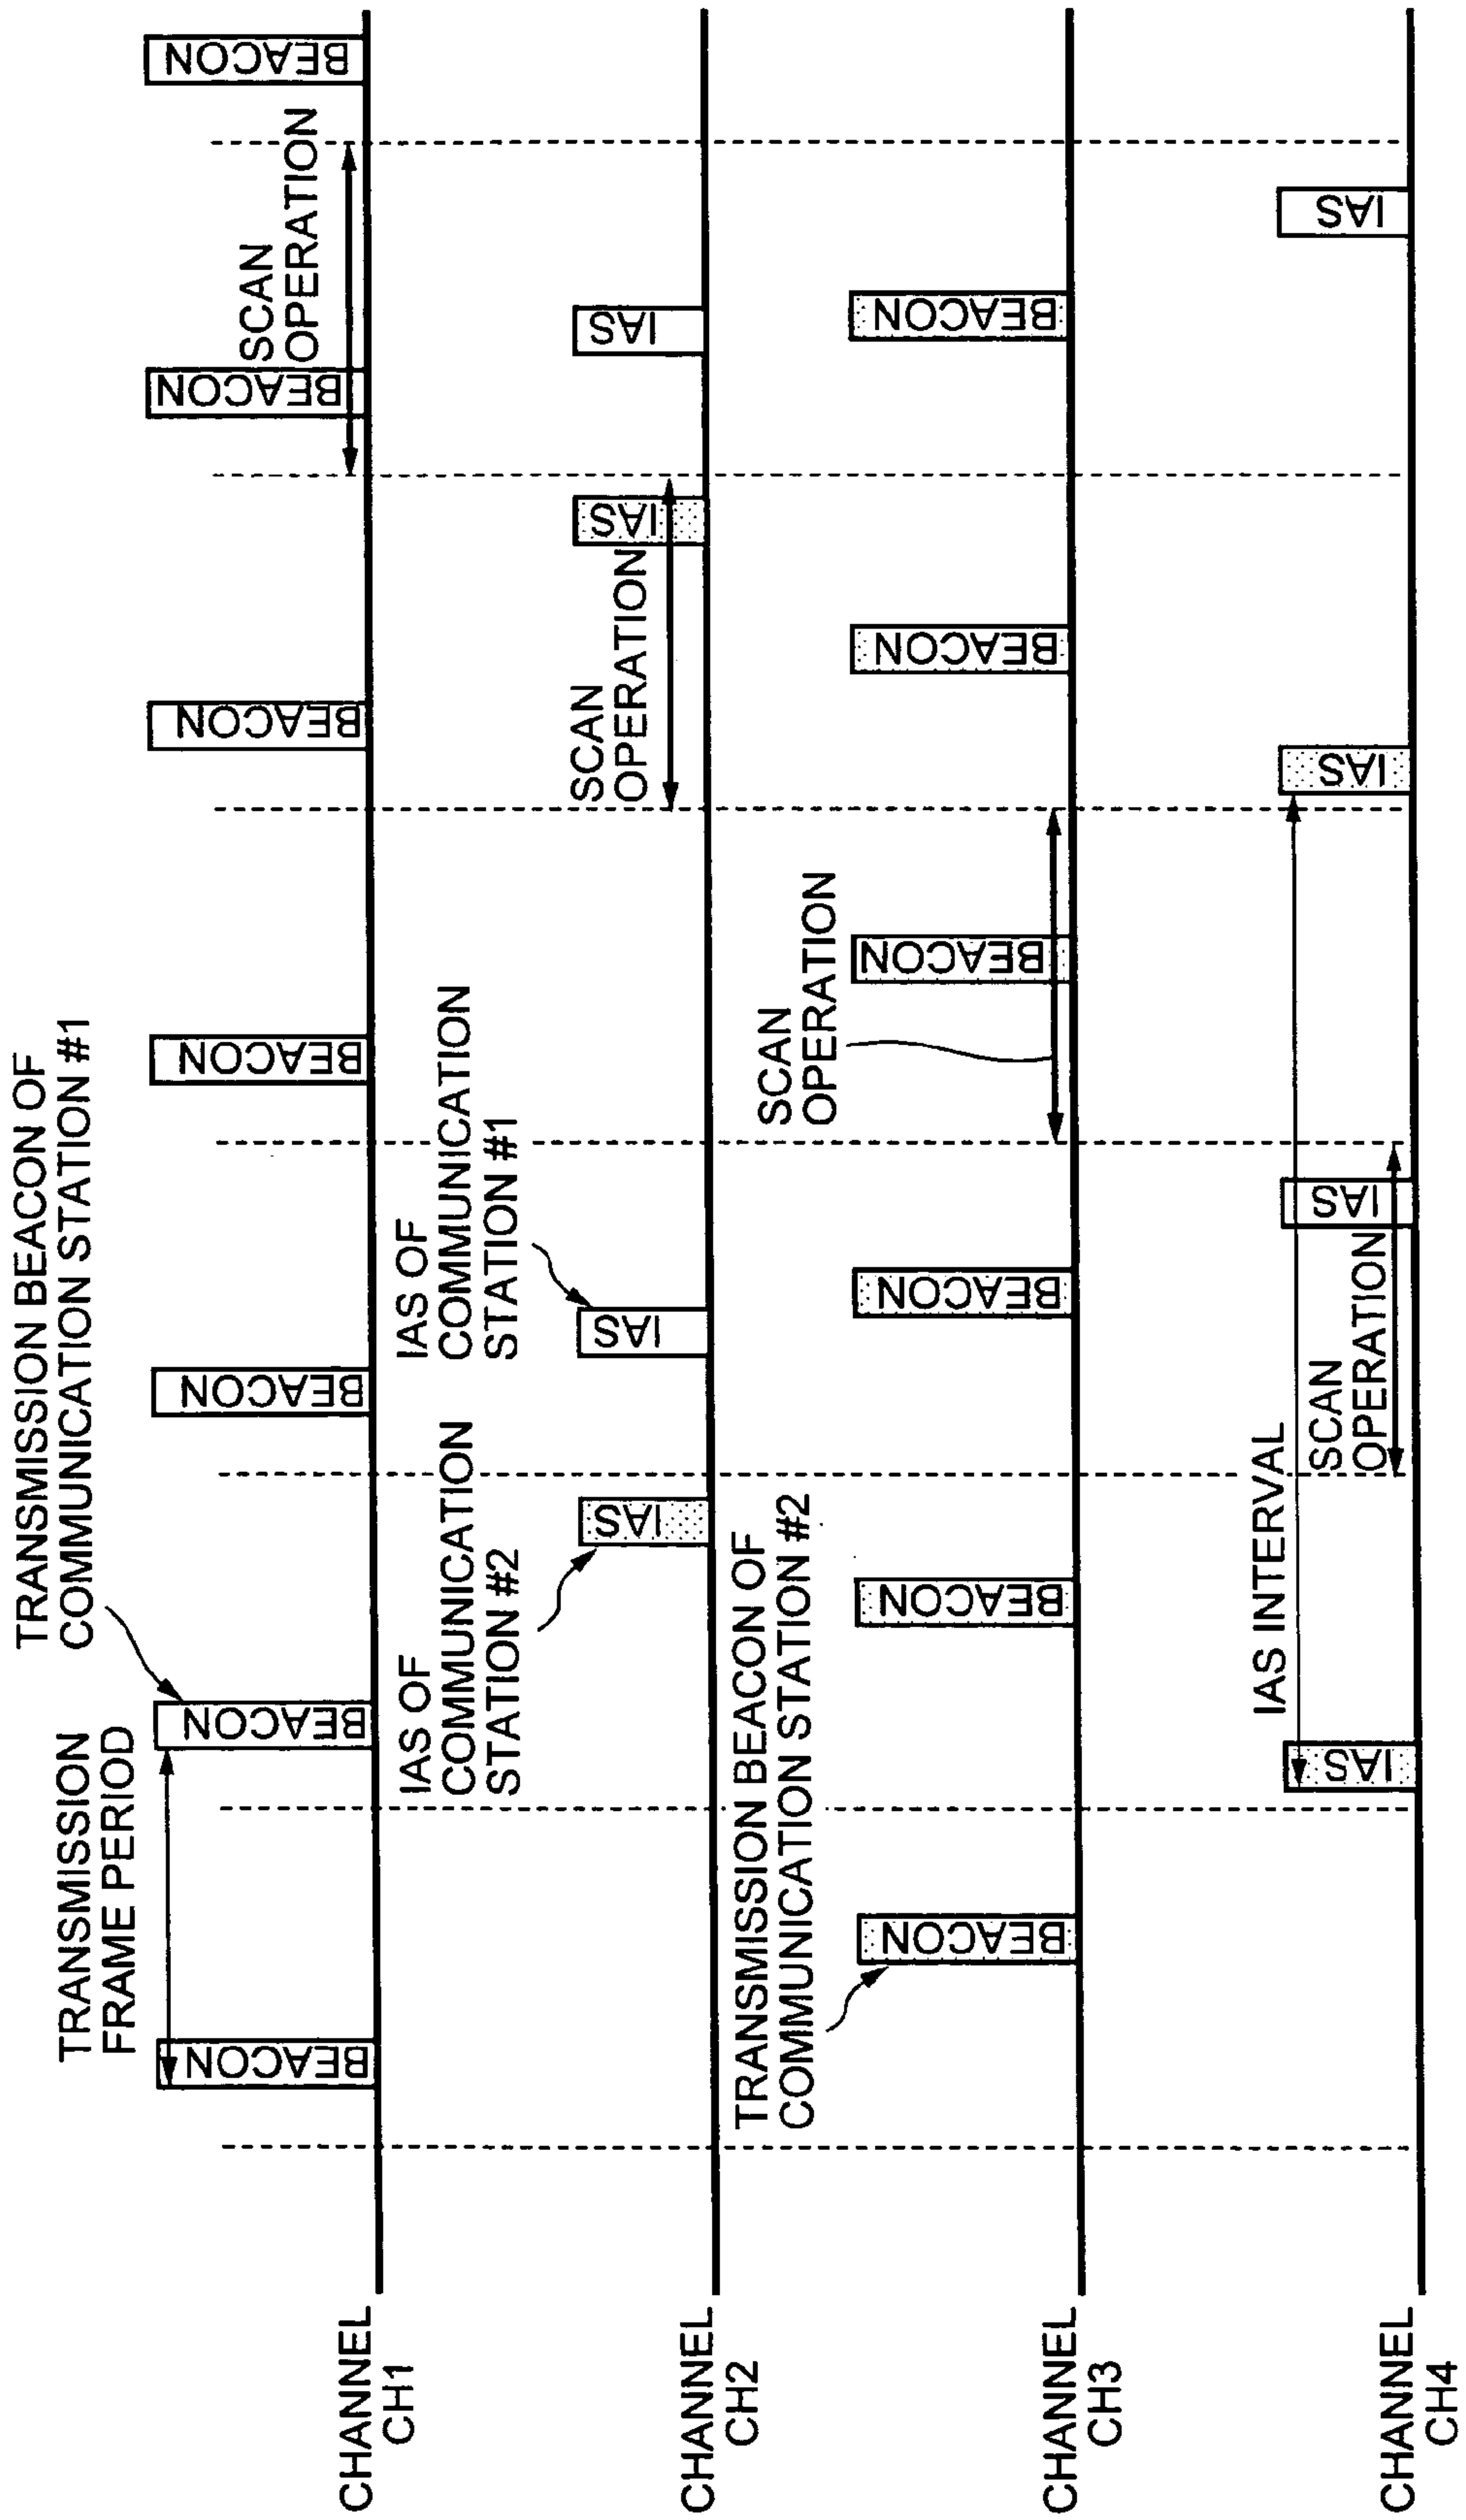 TRANSMISSION
FRAME PERIOD
TRANSMISSION BEACON OF
COMMUNICATION STATION #1
SCAN
OPERATION
BEACON
BEACON
BEACON
BEACON
BEACON
BEACON
BEACON
CHANNEL
CH1
IAS OF
COMMUNICATION
STATION #2
IAS OF
COMMUNICATION
STATION #1
SCAN
OPERATION
IAS
IAS
IAS
IAS
CHANNEL
CH2
TRANSMISSION BEACON OF
COMMUNICATION STATION #2
SCAN
OPERATION
BEACON
BEACON
BEACON
BEACON
BEACON
BEACON
CHANNEL
CH3
IAS INTERVAL
SCAN
OPERATION
IAS
IAS
IAS
IAS
CHANNEL
CH4